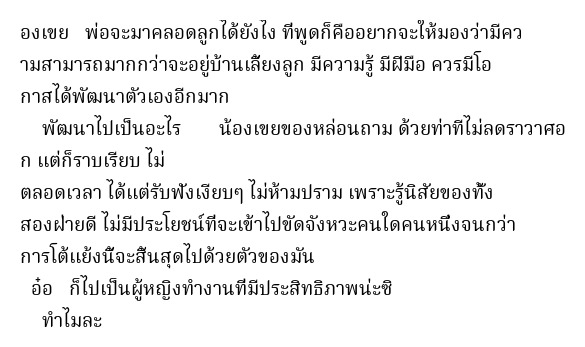 องเขย พ่อจะมาคลอดลูกได้ยังไง ที่พูดก็คืออยากจะให้มองว่ามีคว
ามสามารถมากกว่าจะอยู่บ้านเลี้ยงลูก มีความรู้ มีฝีมือ ควรมีโอ
กาสได้พัฒนาตัวเองอีกมาก
พัฒนาไปเป็นอะไร น้องเขยของหล่อนถาม ด้วยท่าทีไม่ลดราวาศอ
ก แต่ก็ราบเรียบ ไม่
ตลอดเวลา ได้แต่รับฟังเงียบๆ ไม่ห้ามปราม เพราะรู้นิสัยของทั้ง
สองฝ่ายดี ไม่มีประโยชน์ที่จะเข้าไปขัดจังหวะคนใดคนหนึ่งจนกว่า
การโต้แย้งนี้จะสิ้นสุดไปด้วยตัวของมัน
อ๋อ ก็ไปเป็นผู้หญิงทำงานที่มีประสิทธิภาพน่ะซิ
ทำไมละ